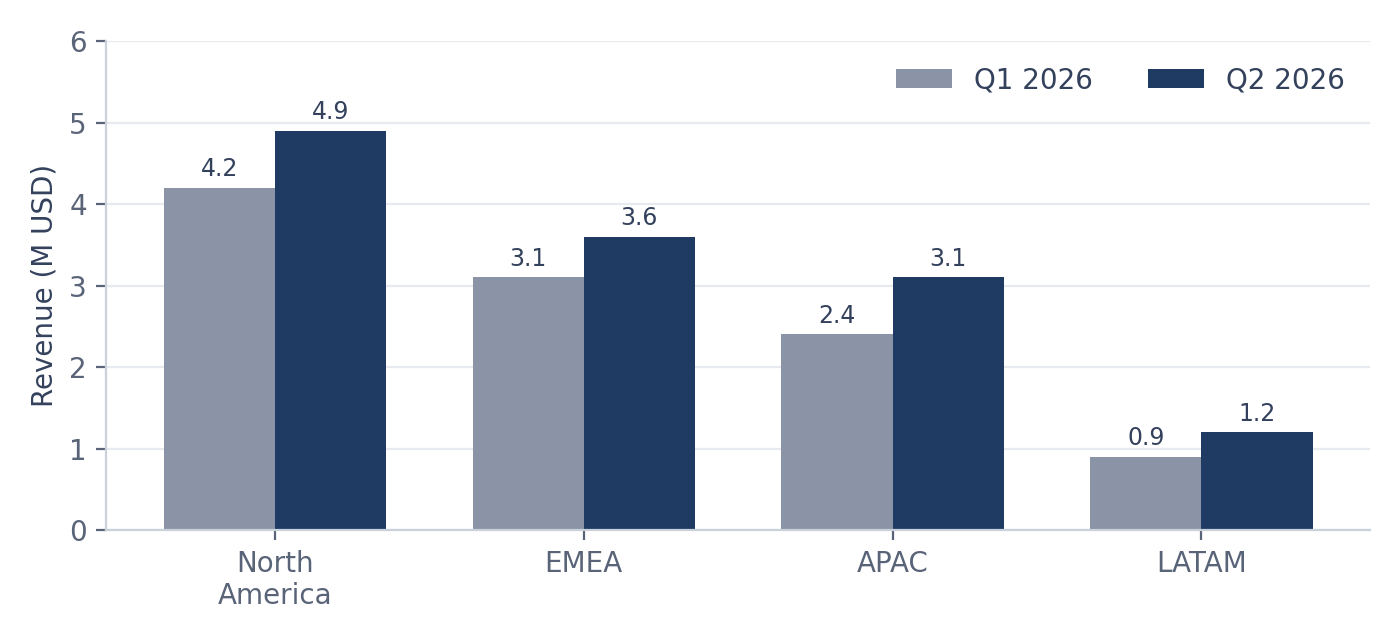 6
5
4
3
2
1
0
Revenue (M USD)
Q1 2026 Q2 2026
4.2 4.9
3.1 3.6
2.4 3.1
0.9 1.2
North
America
EMEA
APAC
LATAM